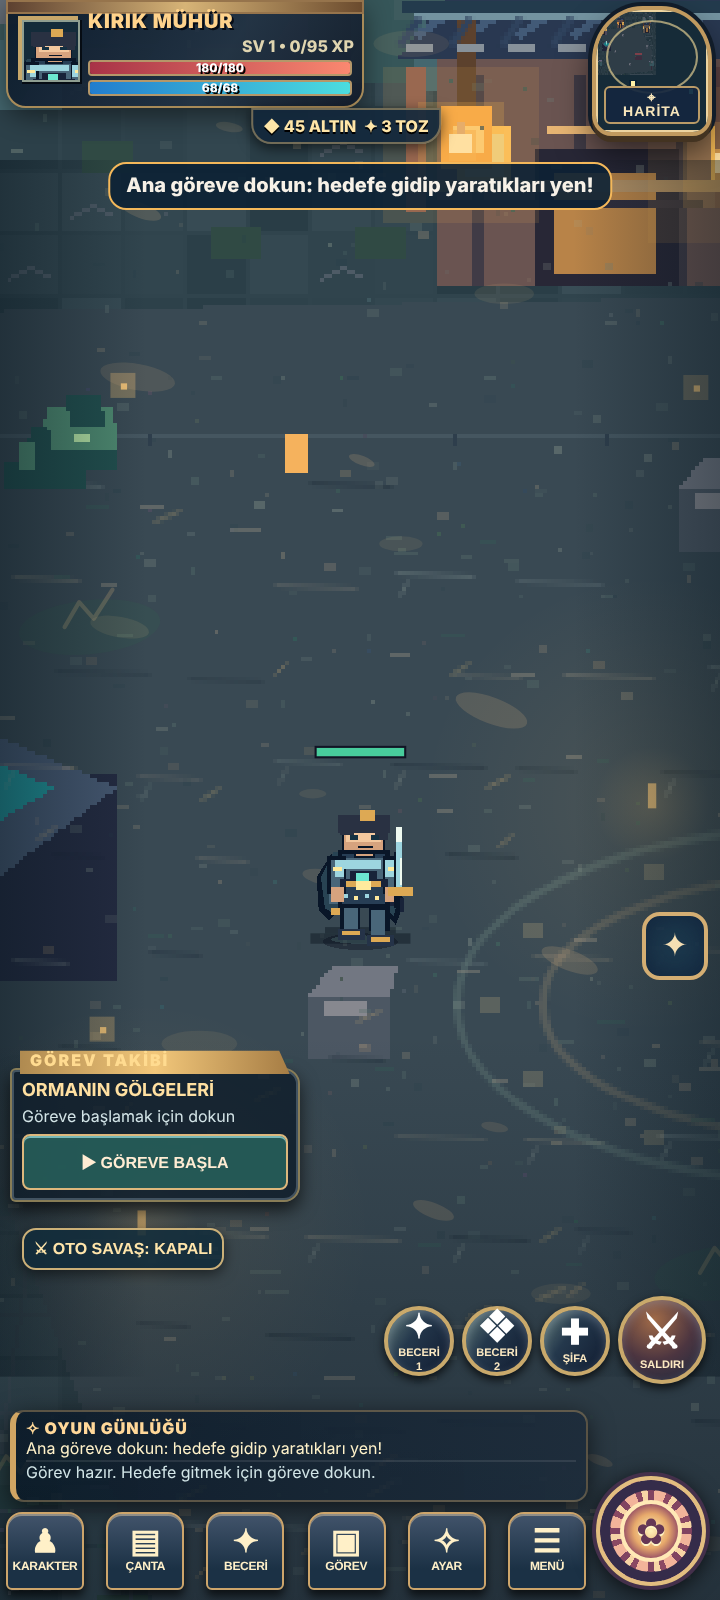 KIRIK MÜHÜR
SV 1 • 0/95 XP
180/180
68/68
45 ALTIN 3 TOZ
HARİTA
Ana göreve dokun: hedefe gidip yaratıkları yen!
GÖREV TAKİBİ
ORMANIN GÖLGELERİ
Göreve başlamak için dokun
GÖREVE BAŞLA
OTO SAVAŞ: KAPALI
BECERİ 1
BECERİ 2
ŞİFA
SALDIRI
OYUN GÜNLÜĞÜ
Ana göreve dokun: hedefe gidip yaratıkları yen!
Görev hazır. Hedefe gitmek için göreve dokun.
KARAKTER
ÇANTA
BECERİ
GÖREV
AYAR
MENÜ